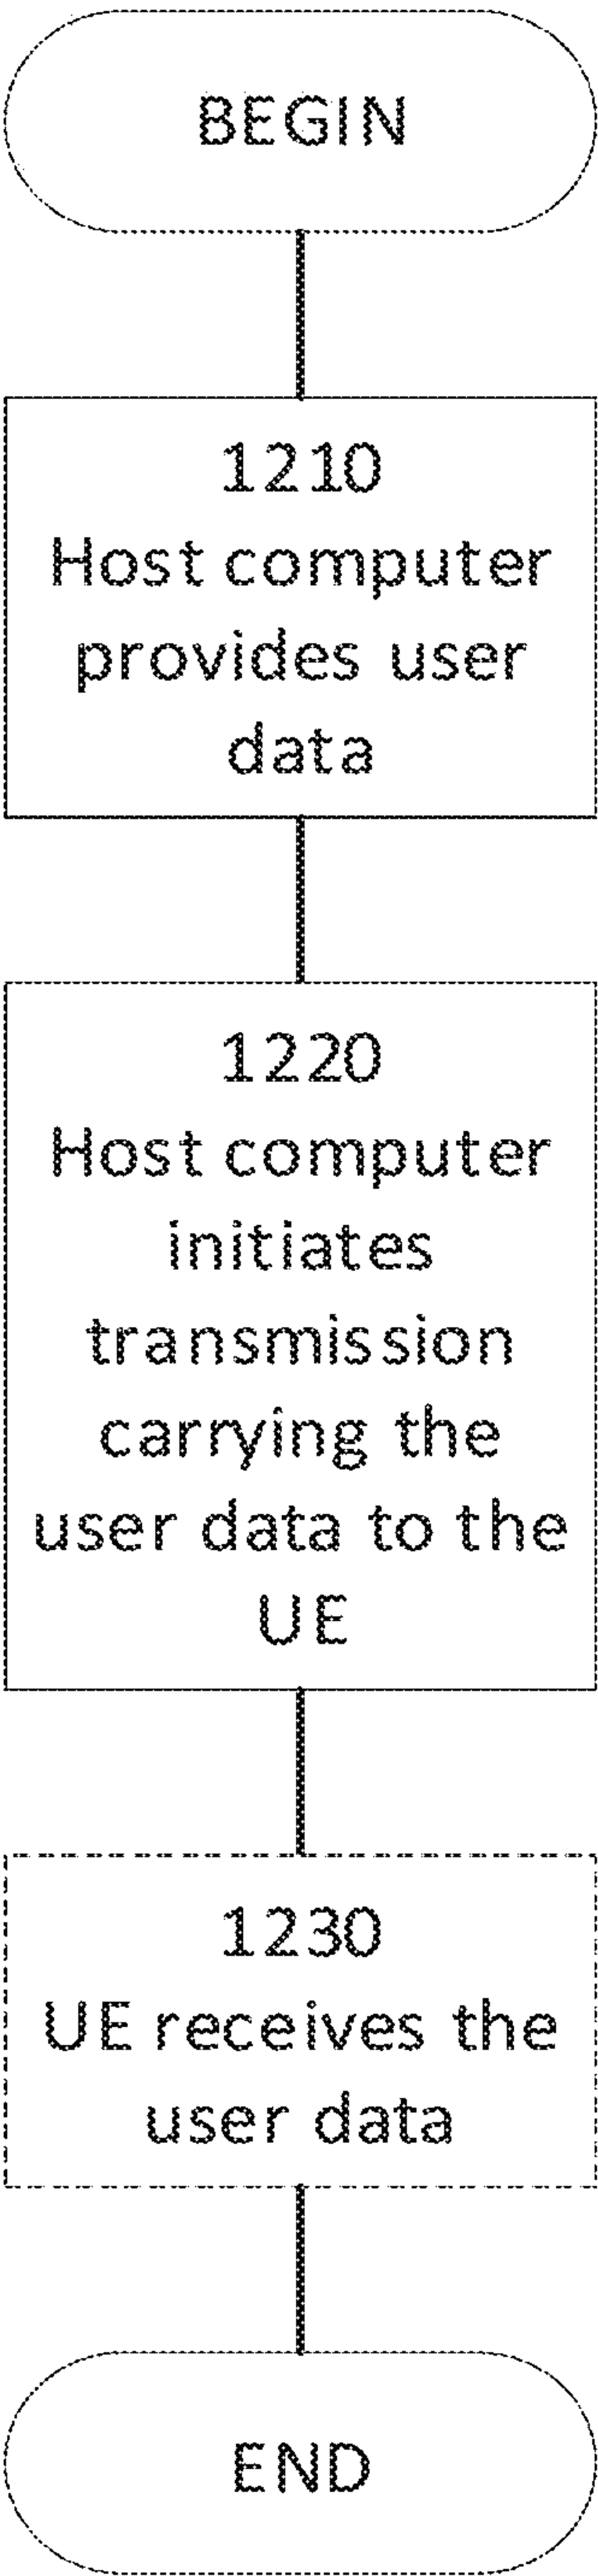 BEGIN
1210
Host computer
provides user
data
1220
Host computer
initiates
transmission
carrying the
user data to the
UE
1230
UE receives the
user data
END